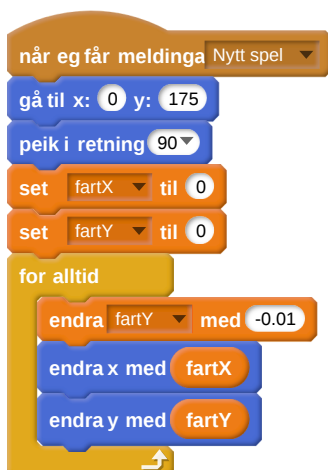 når eg får meldinga Nytt spel
gå til x: 0 y: 175
peik i retning 90
set fartX til 0
set fartY til 0
for alltid
endra fartY med -0.01
endra x med fartX
endra y med fartY